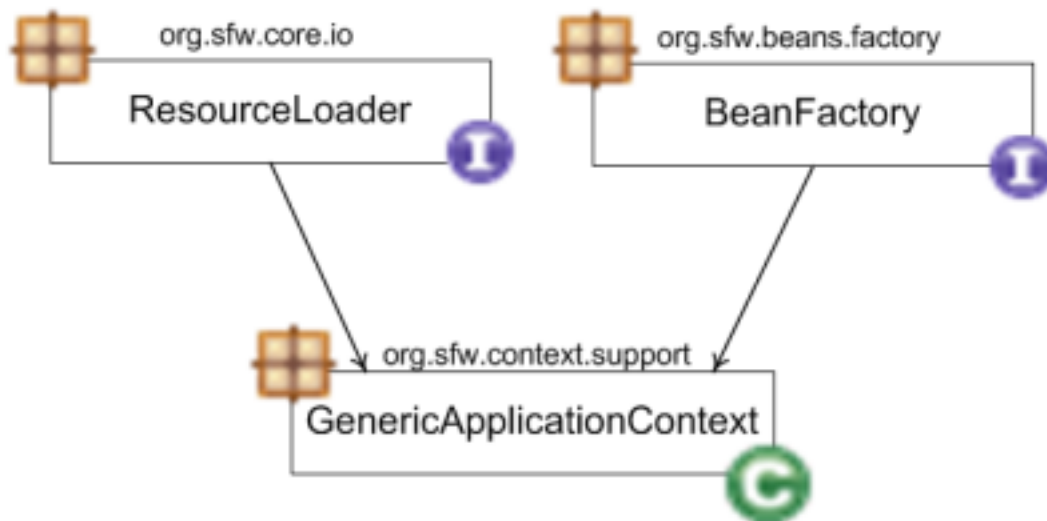 org.sfw.core.io
ResourceLoader
I
org.sfw.beans.factory
BeanFactory
I
org.sfw.context.support
GenericApplicationContext
C